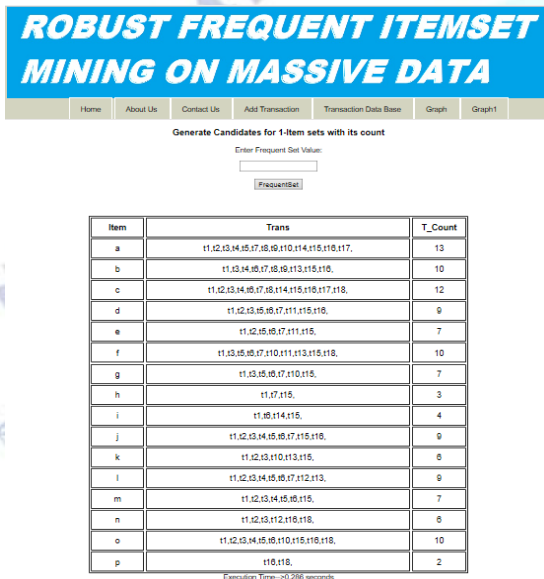 ROBUST FREQUENT ITEMSET
MINING ON MASSIVE DATA
Home About Us Contact Us Add Transaction Transaction Data Base Graph Graph1
Generate Candidates for 1-Item sets with its count
Enter Frequent Set Value:
FrequentSet
Item Trans T_Count
a t1,t2,t3,t4,t5,t7,t8,t9,t10,t14,t15,t16,t17, 13
b t1,t3,t4,t6,t7,t8,t9,t13,t15,t16, 10
c t1,t2,t3,t4,t6,t7,t8,t14,t15,t16,t17,t18, 12
d t1,t2,t3,t5,t6,t7,t11,t15,t16, 9
e t1,t2,t5,t6,t7,t11,t15, 7
f t1,t3,t5,t6,t7,t10,t11,t13,t15,t18, 10
g t1,t3,t5,t6,t7,t10,t15, 7
h t1,t7,t15, 3
i t1,t6,t14,t15, 4
j t1,t2,t3,t4,t5,t6,t7,t15,t16, 9
k t1,t2,t3,t10,t13,t15, 6
l t1,t2,t3,t4,t5,t6,t7,t12,t13, 9
m t1,t2,t3,t4,t5,t6,t15, 7
n t1,t2,t3,t12,t16,t18, 6
o t1,t2,t3,t4,t5,t6,t10,t15,t16,t18, 10
p t16,t18, 2
Execution Time-->0.286 seconds